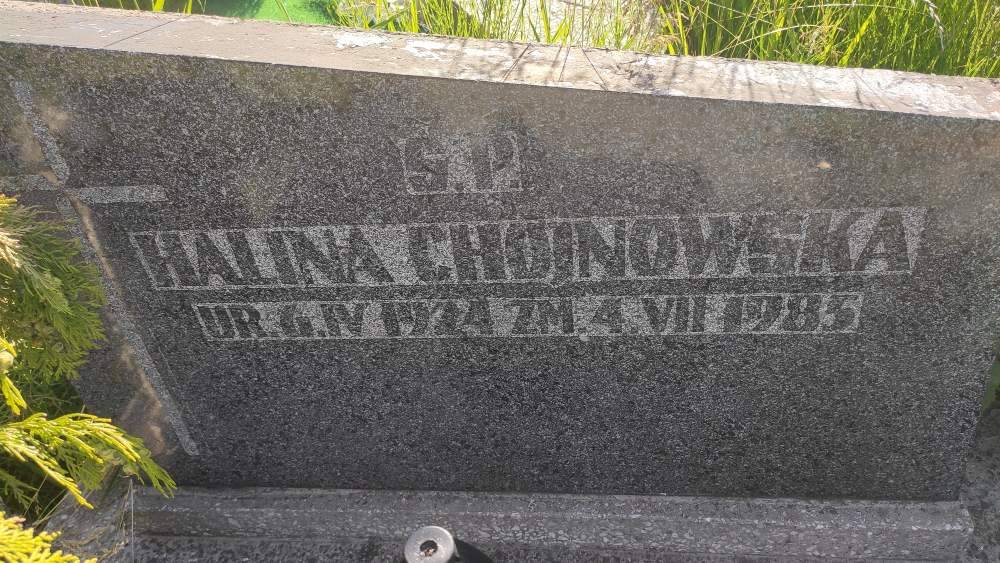 Ś.P.
HALINA CHOJNOWSKA
UR. 6.IV 1924 ZM. 4 VII 1983